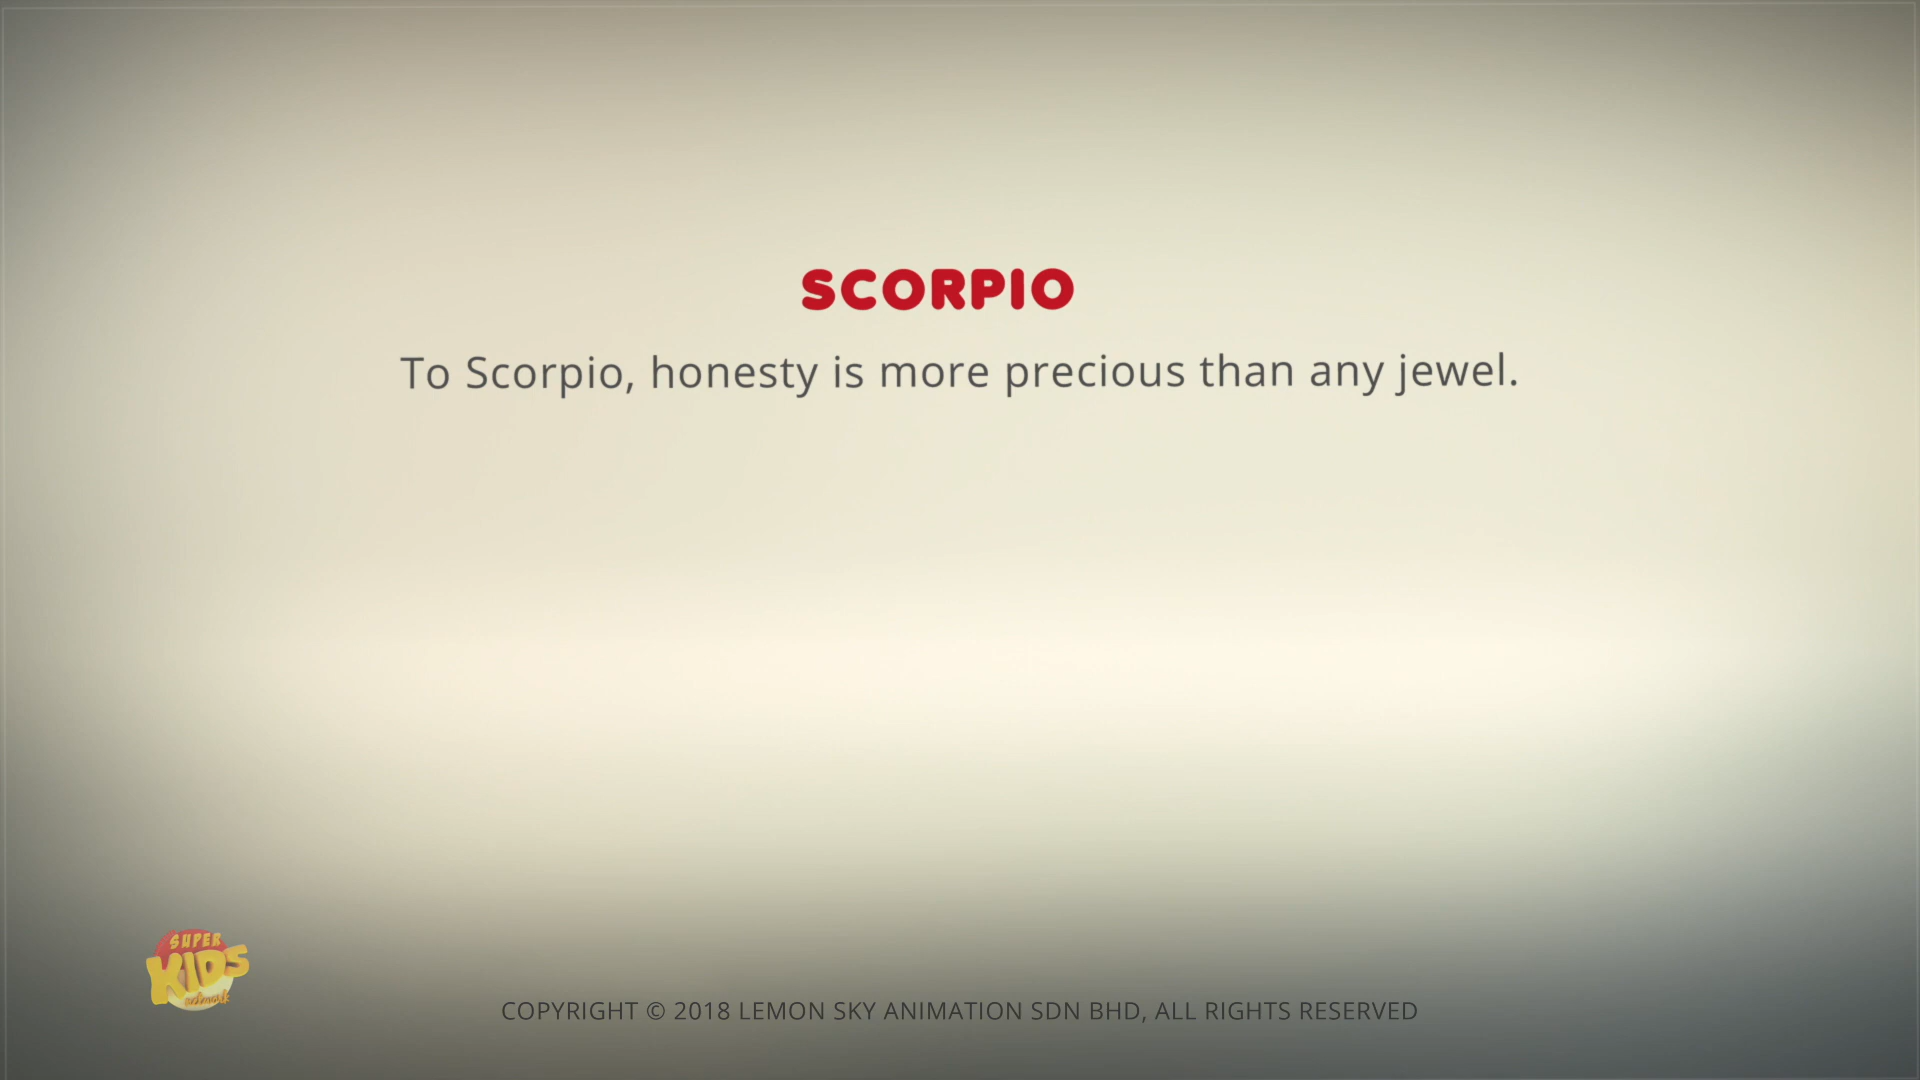 SCORPIO
To Scorpio, honesty is more precious than any jewel.
SUPER
KIDS
network
COPYRIGHT © 2018 LEMON SKY ANIMATION SDN BHD, ALL RIGHTS RESERVED